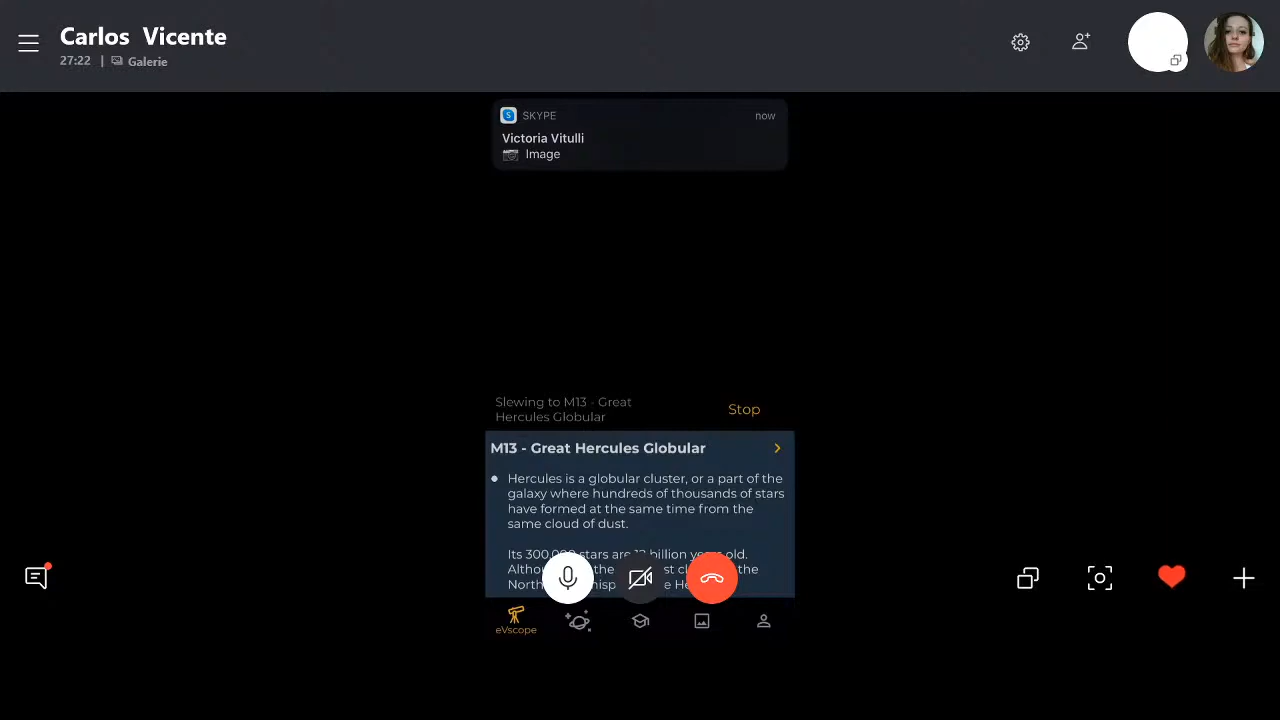 Carlos Vicente
27:22 | Galerie
SKYPE now
Victoria Vitulli
Image
Slewing to M13 - Great
Hercules Globular
Stop
M13 - Great Hercules Globular
Hercules is a globular cluster, or a part of the
galaxy where hundreds of thousands of stars
have formed at the same time from the
same cloud of dust.
Its stars are billion old.
the the
North
eVscope